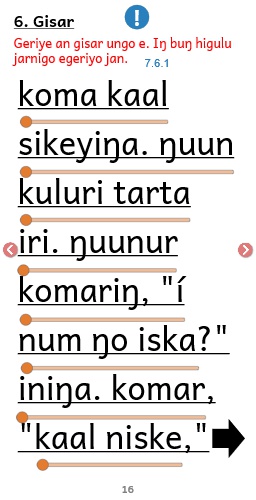 6. Gisar
!
Geriye an gisar ungo e. Iŋ buŋ higulu
jarnigo egeriyo jan.
7.6.1
koma kaal
sikeyiŋa. ŋuun
kuluri tarta
iri. ŋuunur
komariŋ, "í
num ŋo iska?"
iniŋa. komar,
"kaal niske,"
16